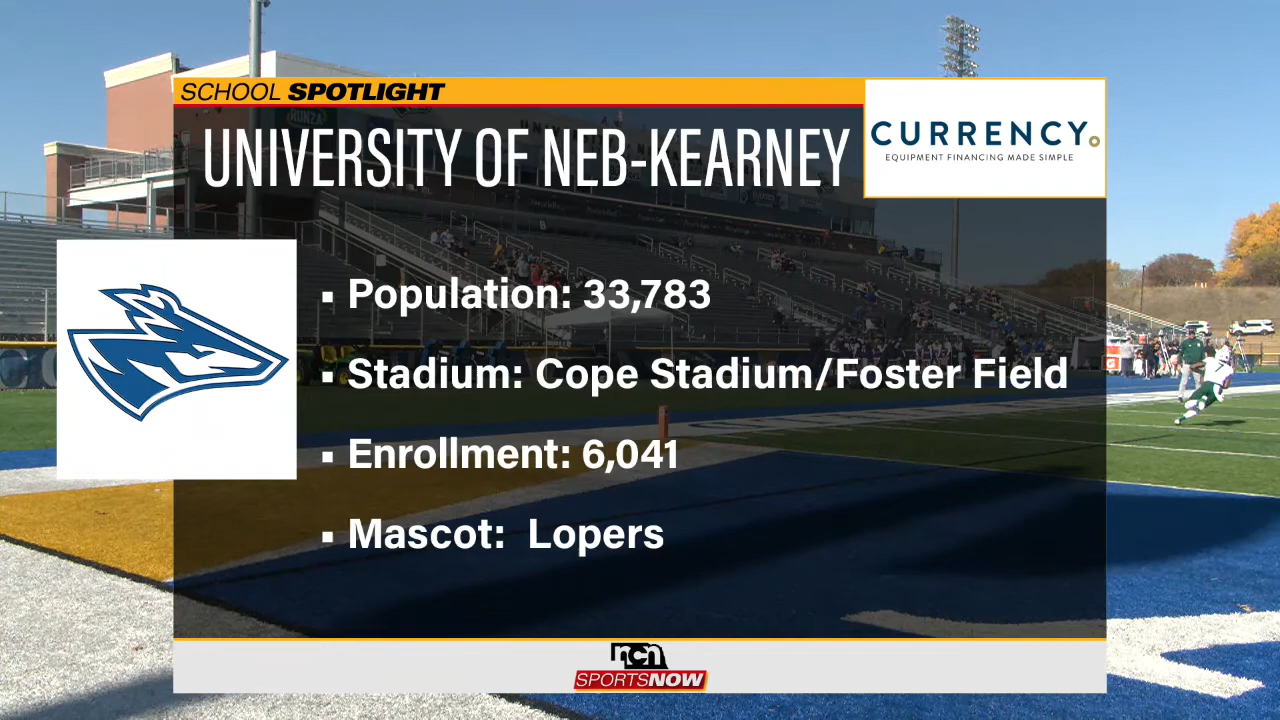 SCHOOL SPOTLIGHT
UNIVERSITY OF NEB-KEARNEY
CURRENCY
EQUIPMENT FINANCING MADE SIMPLE
▪ Population: 33,783
▪ Stadium: Cope Stadium/Foster Field
▪ Enrollment: 6,041
▪ Mascot: Lopers
ncn
SPORTSNOW
RUNZA